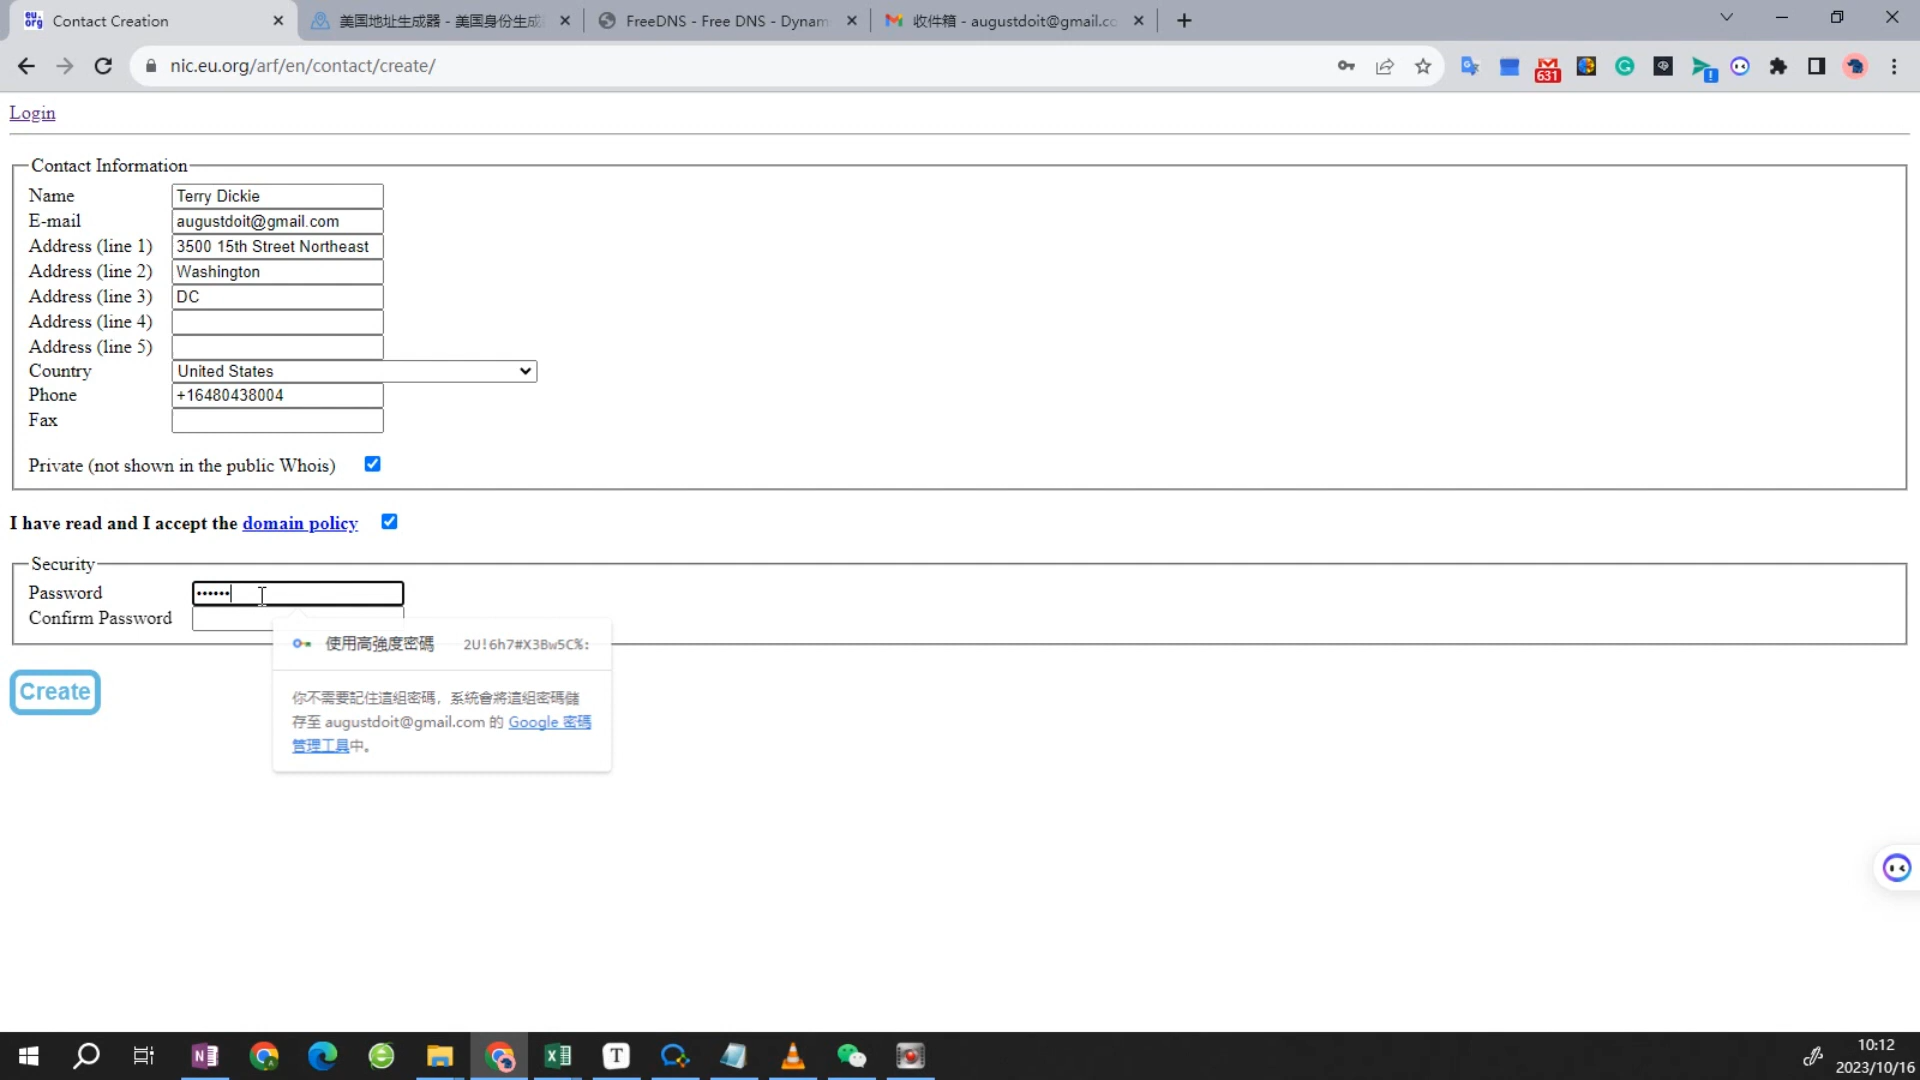 Contact Creation
美国地址生成器 - 美国身份生成
FreeDNS - Free DNS - Dynam
收件箱 - augustdoit@gmail.cc
nic.eu.org/arf/en/contact/create/
631
Login
Contact Information
Name Terry Dickie
E-mail augustdoit@gmail.com
Address (line 1) 3500 15th Street Northeast
Address (line 2) Washington
Address (line 3) DC
Address (line 4)
Address (line 5)
Country United States
Phone +16480438004
Fax
Private (not shown in the public Whois)
I have read and I accept the domain policy
Security
Password ••••••
Confirm Password
使用高強度密碼 2U!6h7#X3Bw5C%:
你不需要記住這組密碼，系統會將這組密碼儲
存至 augustdoit@gmail.com 的 Google 密碼
管理工具中。
Create
10:12
2023/10/16